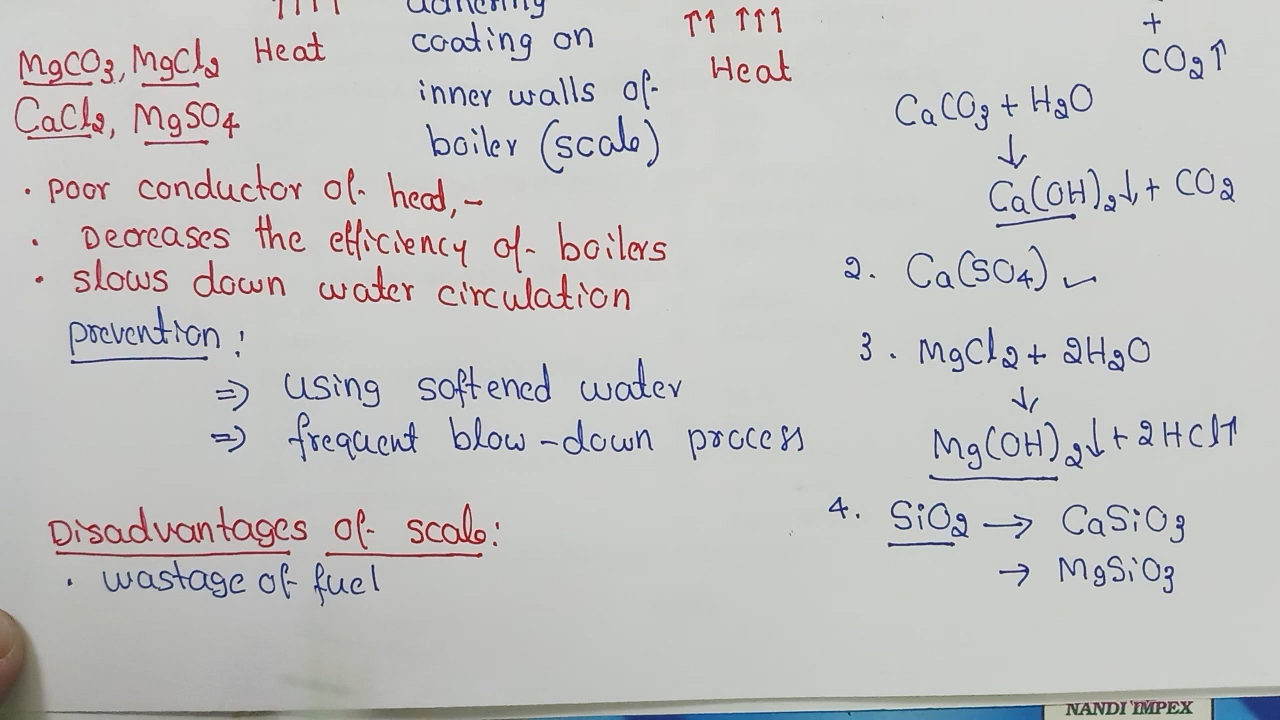 adhering
MgCO3, MgCl2 Heat
CaCl2, MgSO4
coating on
inner walls of
boiler (scale)
↑↑ ↑↑↑
Heat
• poor conductor of heat,-
• Decreases the efficiency of boilers
• slows down water circulation
prevention:
⇒ using softened water
⇒ frequent blow-down process
Disadvantages of scale:
• wastage of fuel
+
CO2↑
CaCO3 + H2O
↓
Ca(OH)2↓ + CO2
2. Ca(SO4) ✓
3. MgCl2 + 2H2O
↓
Mg(OH)2↓ + 2HCl↑
4. SiO2 → CaSiO3
→ MgSiO3
NANDI IMPEX